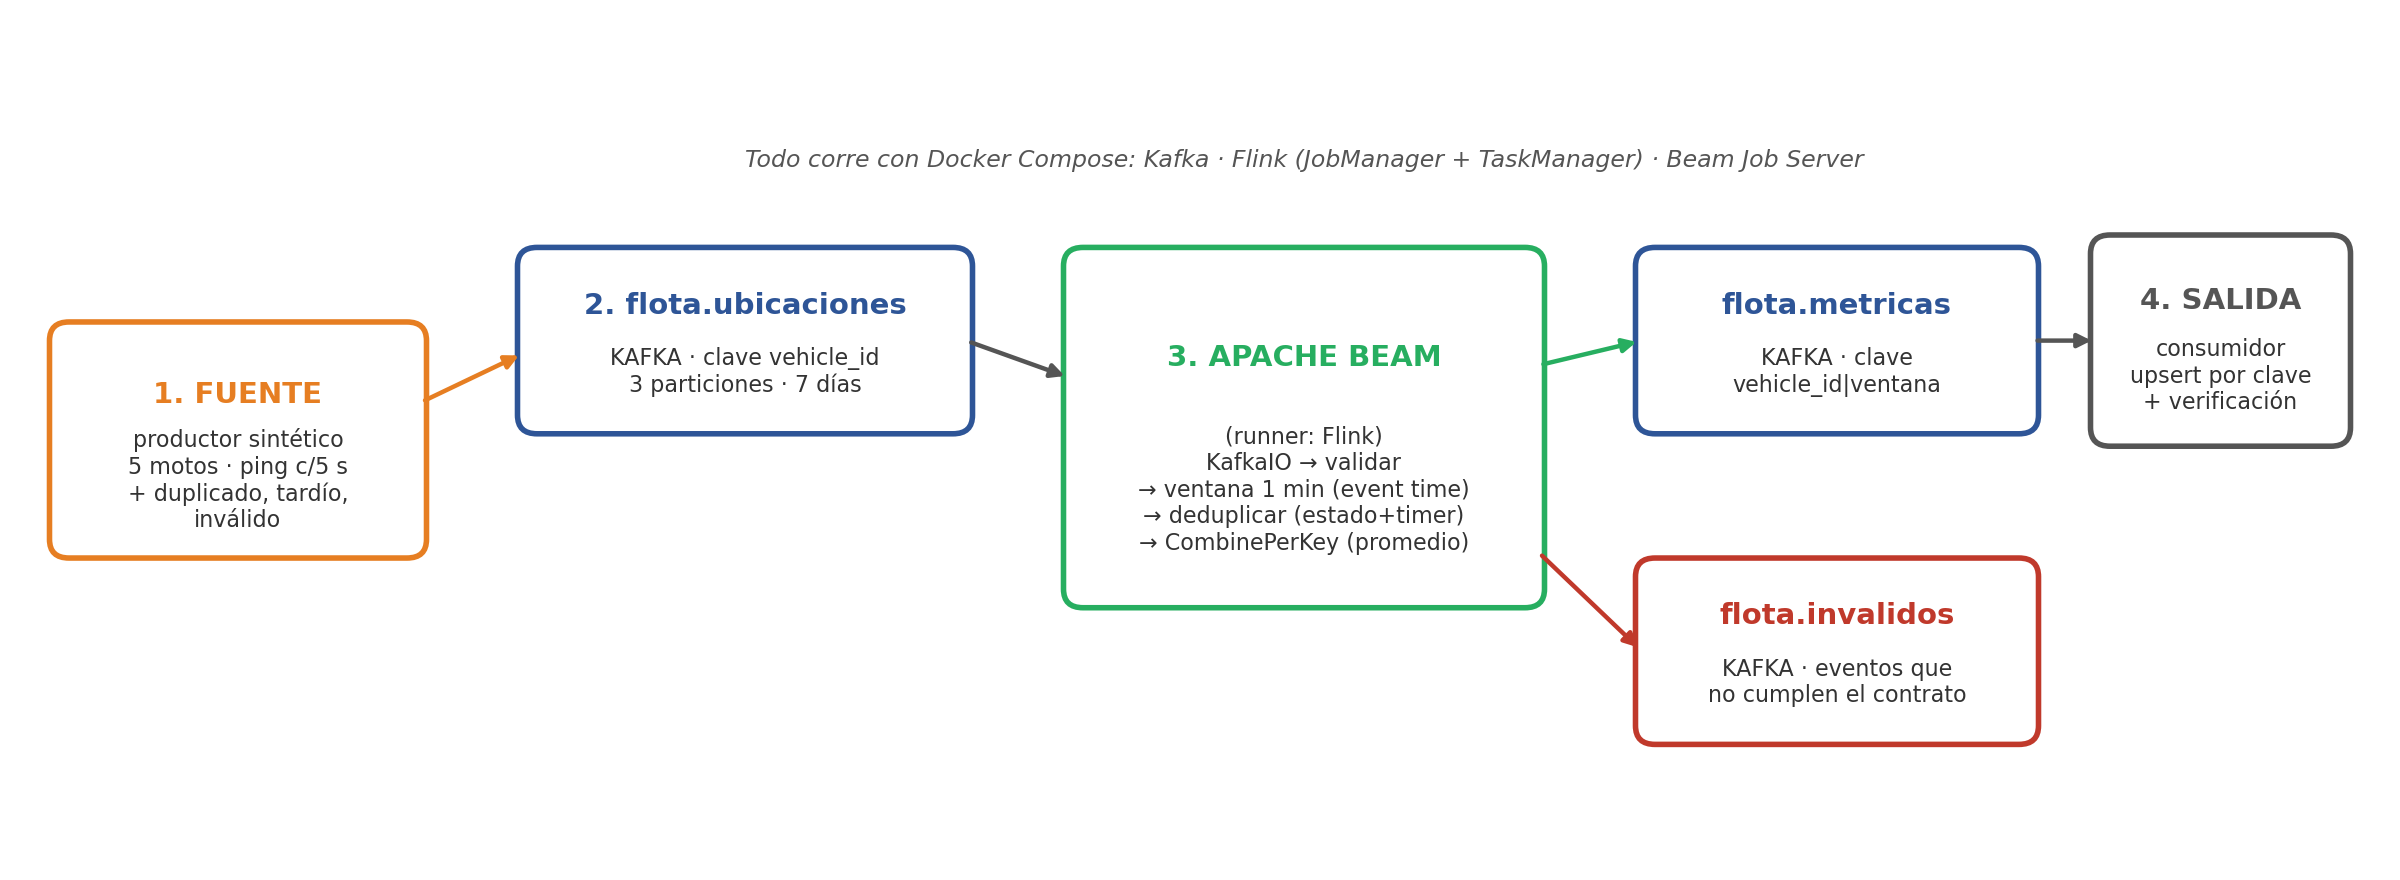 Todo corre con Docker Compose: Kafka · Flink (JobManager + TaskManager) · Beam Job Server
1. FUENTE
productor sintético
5 motos · ping c/5 s
+ duplicado, tardío,
inválido
2. flota.ubicaciones
KAFKA · clave vehicle_id
3 particiones · 7 días
3. APACHE BEAM
(runner: Flink)
KafkaIO → validar
→ ventana 1 min (event time)
→ deduplicar (estado+timer)
→ CombinePerKey (promedio)
flota.metricas
KAFKA · clave
vehicle_id|ventana
flota.invalidos
KAFKA · eventos que
no cumplen el contrato
4. SALIDA
consumidor
upsert por clave
+ verificación